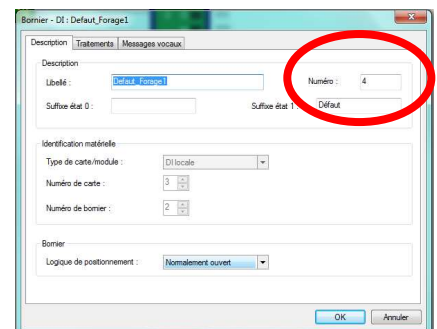 Bornier - DI : Defaut_Forage1
Description Traitements Messages vocaux
Description
Libellé : Defaut_Forage1 Numéro : 4
Suffixe état 0 : Suffixe état 1 : Défaut
Identification matérielle
Type de carte/module : DI locale
Numéro de carte : 3
Numéro de bornier : 2
Bornier
Logique de positionnement : Normalement ouvert
OK Annuler